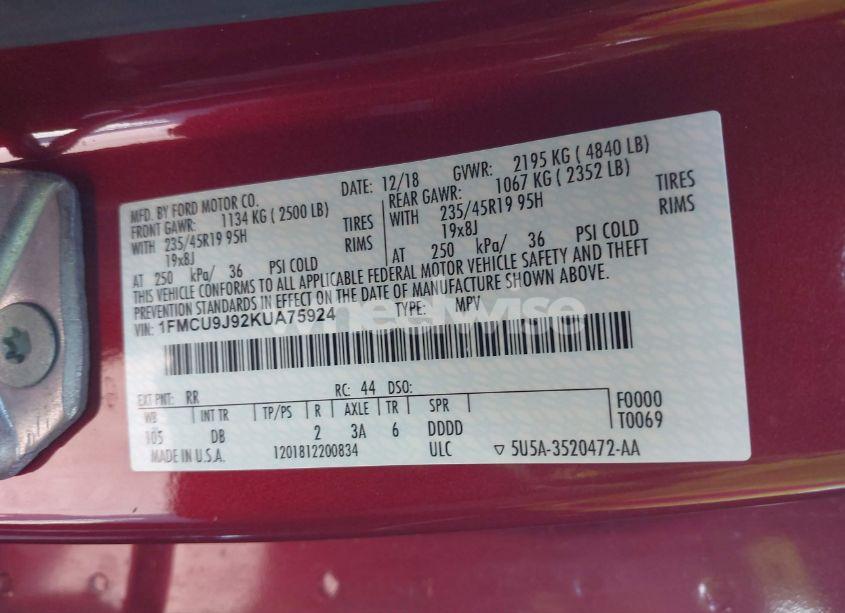 MFD. BY FORD MOTOR CO. DATE: 12/18 GVWR: 2195 KG ( 4840 LB)
FRONT GAWR: 1134 KG ( 2500 LB) REAR GAWR: 1067 KG ( 2352 LB)
WITH 235/45R19 95H TIRES WITH 235/45R19 95H TIRES
19x8J RIMS 19x8J RIMS
AT 250 kPa/ 36 PSI COLD AT 250 kPa/ 36 PSI COLD
THIS VEHICLE CONFORMS TO ALL APPLICABLE FEDERAL MOTOR VEHICLE SAFETY AND THEFT
PREVENTION STANDARDS IN EFFECT ON THE DATE OF MANUFACTURE SHOWN ABOVE.
VIN: 1FMCU9J92KUA75924 TYPE: MPV
wheelwise
EXT PNT: RR RC: 44 DSO:
WB INT TR TP/PS R AXLE TR SPR F0000
105 DB 2 3A 6 DDDD T0069
MADE IN U.S.A. 1201812200834 ULC ▽ 5U5A-3520472-AA